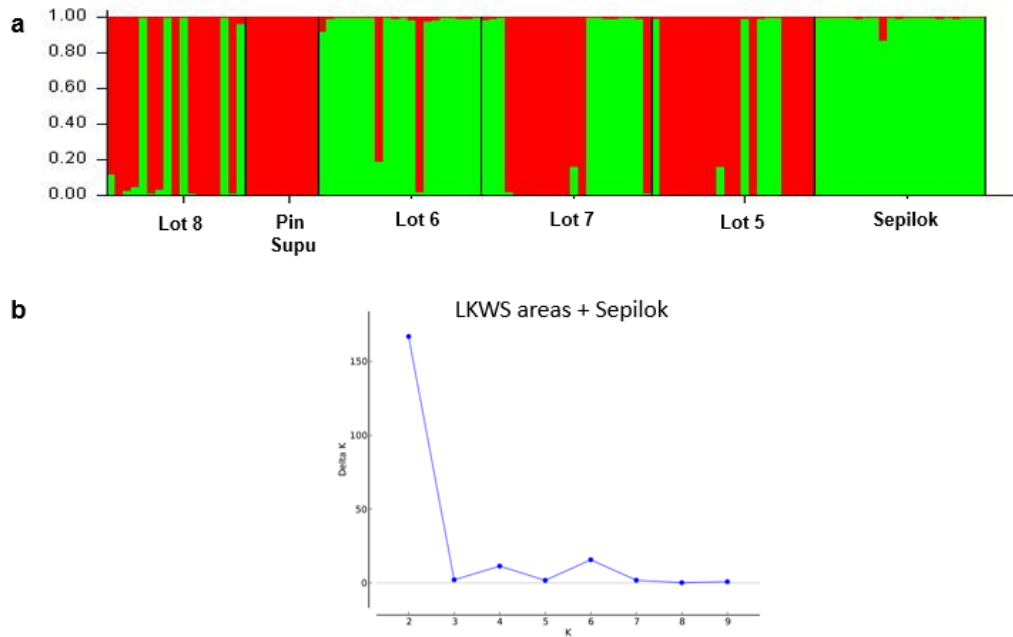 a
1.00
0.80
0.60
0.40
0.20
0.00
Lot 8
Pin
Supu
Lot 6
Lot 7
Lot 5
Sepilok
b
LKWS areas + Sepilok
150
100
50
0
Delta K
2 3 4 5 6 7 8 9
K